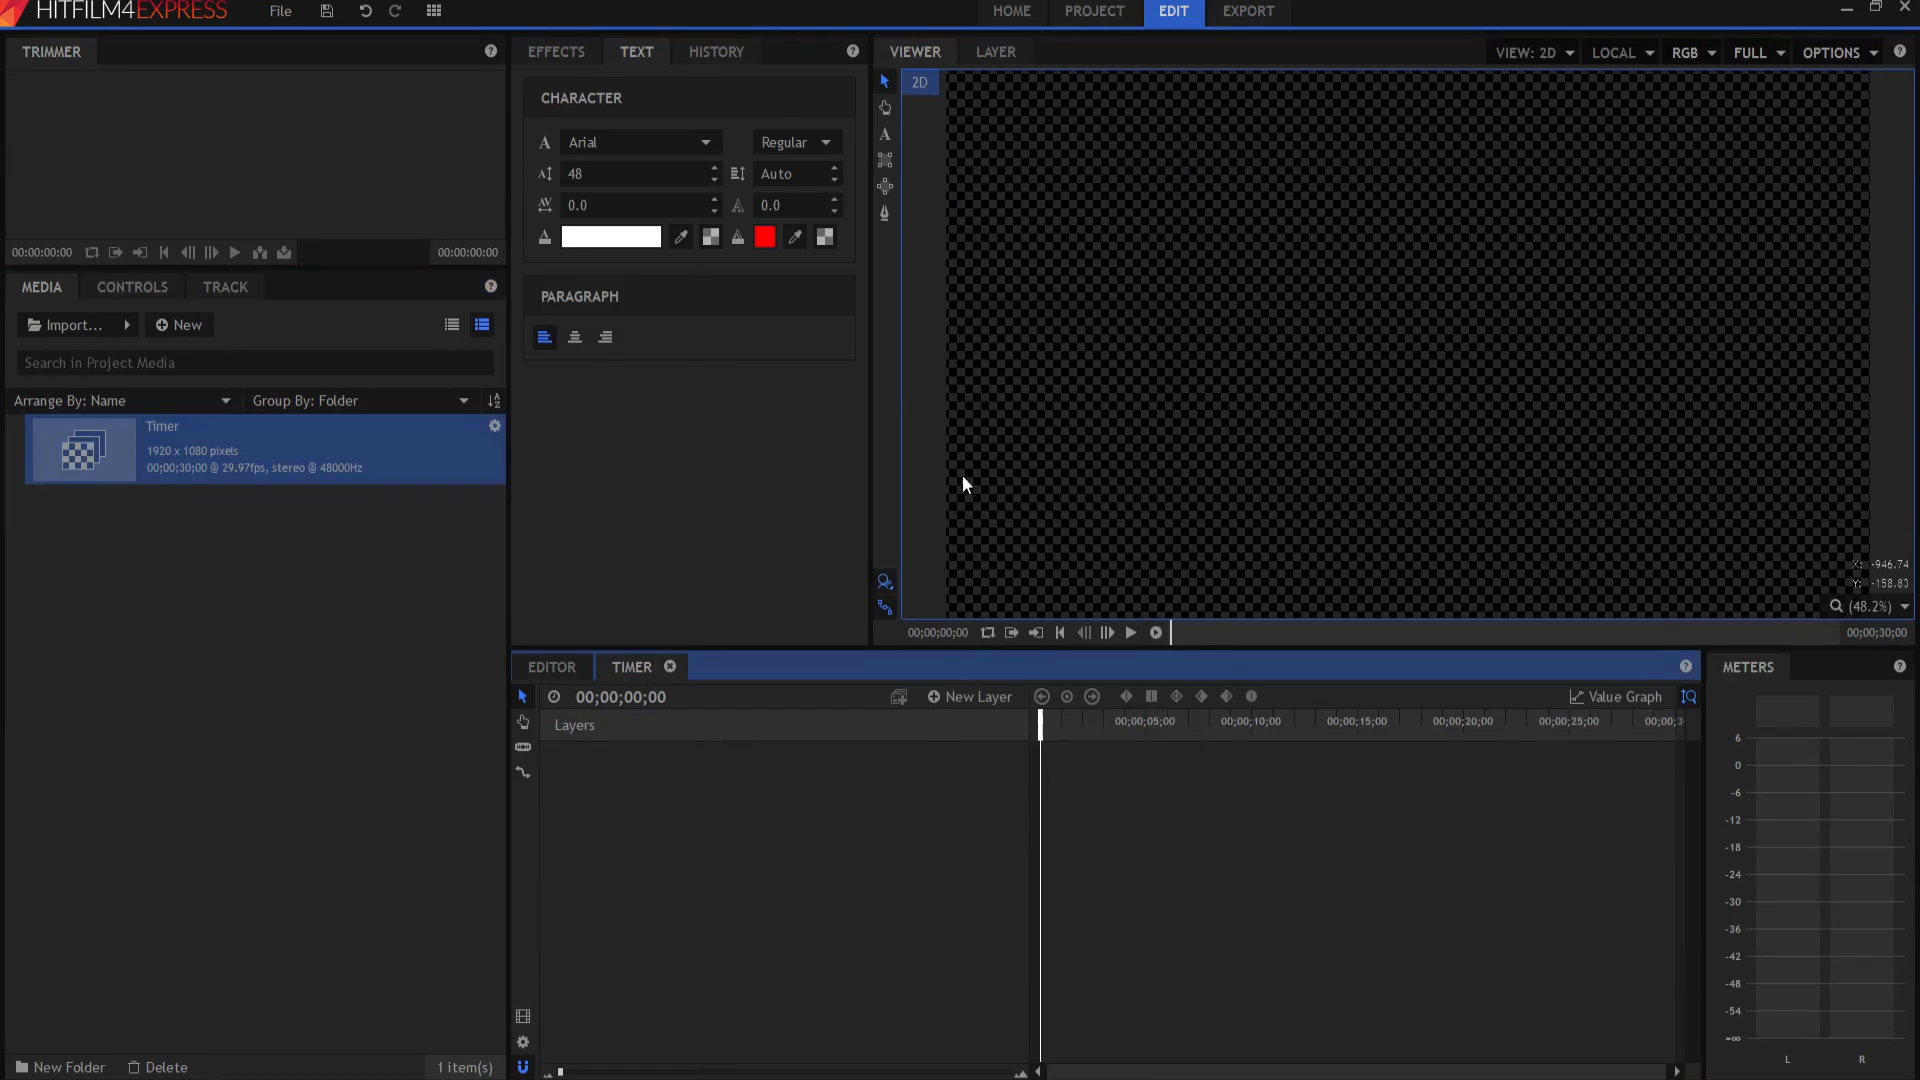 HITFILM4EXPRESS File HOME PROJECT EDIT EXPORT
TRIMMER
00:00:00:00 00:00:00:00
MEDIA CONTROLS TRACK
Import... New
Search in Project Media
Arrange By: Name Group By: Folder
Timer
1920 x 1080 pixels
00;00;30;00 @ 29.97fps, stereo @ 48000Hz
New Folder Delete 1 item(s)
EFFECTS TEXT HISTORY
CHARACTER
Arial Regular
48 Auto
0.0 0.0
PARAGRAPH
VIEWER LAYER VIEW: 2D LOCAL RGB FULL OPTIONS
2D
X: -946.74
Y: -158.83
(48.2%)
00;00;00;00 00;00;30;00
EDITOR TIMER
00;00;00;00 New Layer Value Graph
Layers 00;00;05;00 00;00;10;00 00;00;15;00 00;00;20;00 00;00;25;00 00;00;3
METERS
6
0
-6
-12
-18
-24
-30
-36
-42
-48
-54
-∞
L R